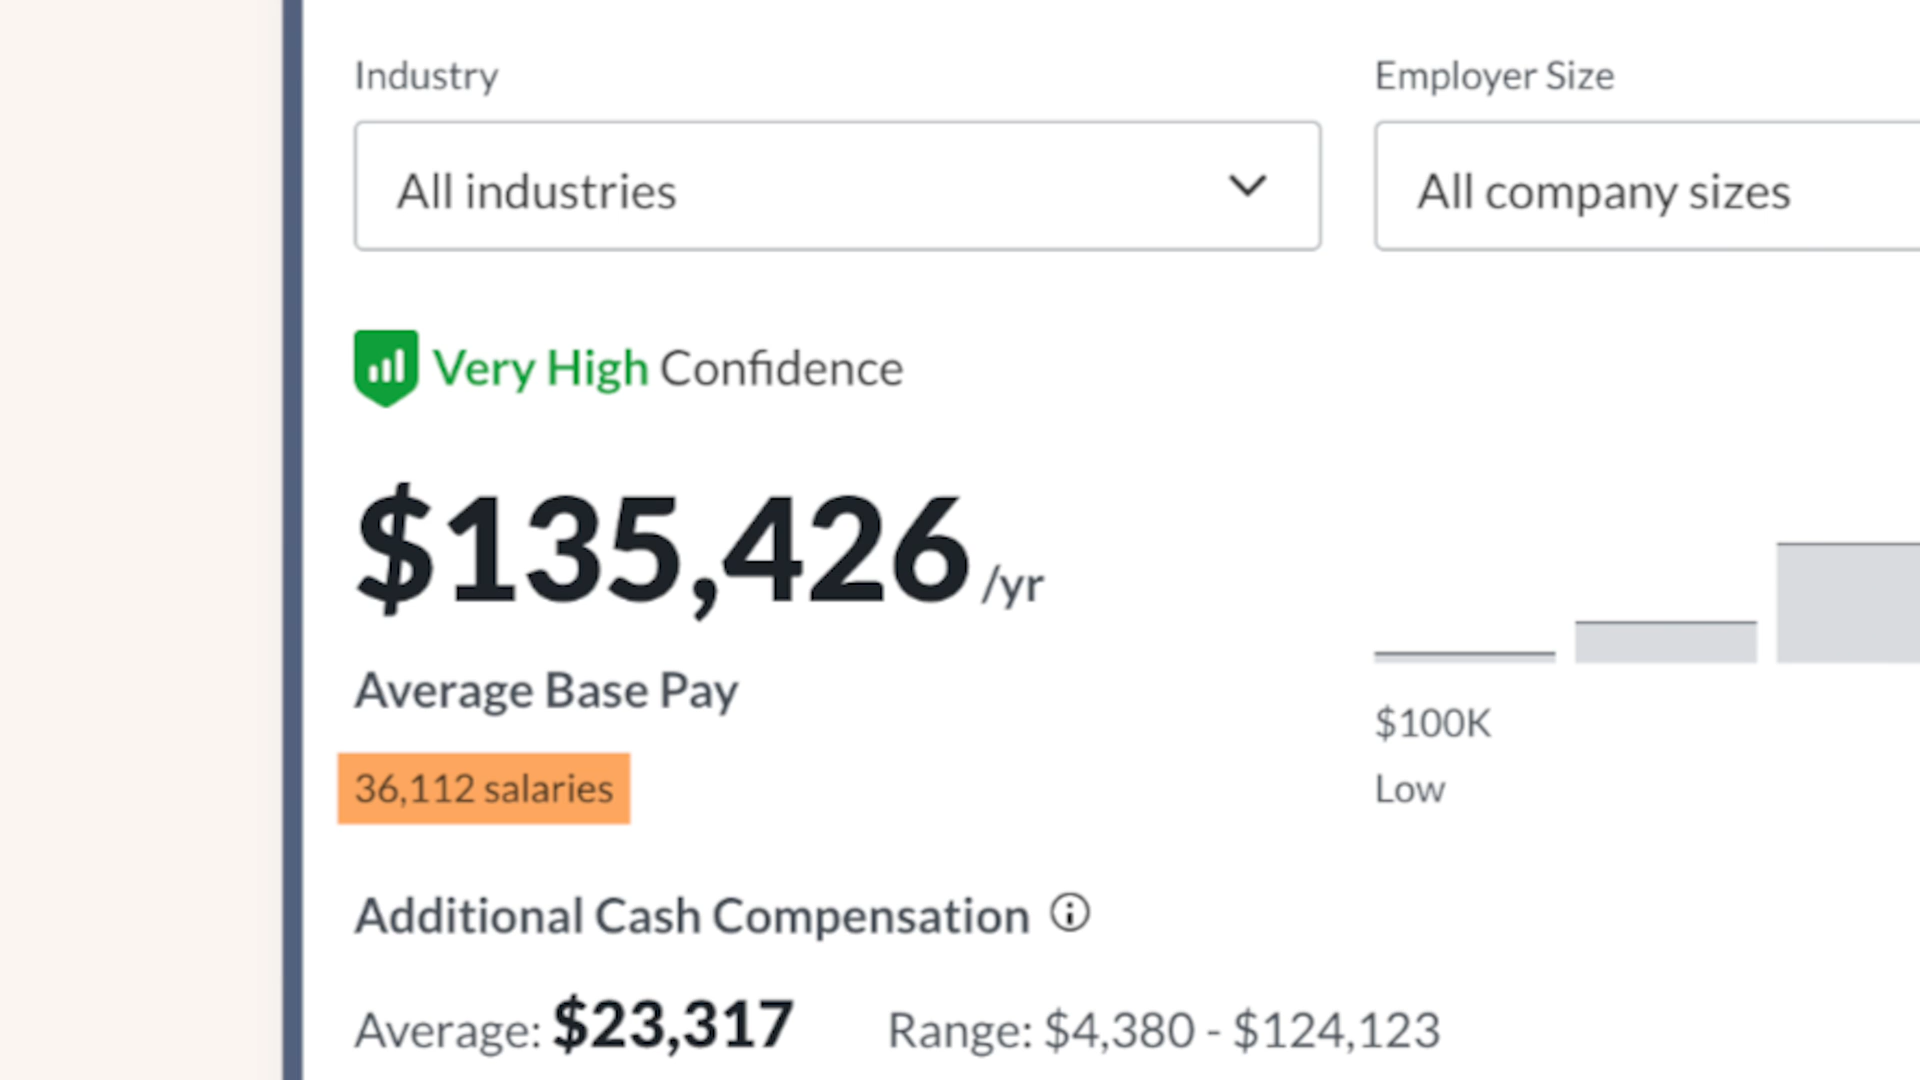 Industry
Employer Size
All industries
All company sizes
Very High Confidence
$135,426 /yr
Average Base Pay
36,112 salaries
$100K
Low
Additional Cash Compensation
Average: $23,317
Range: $4,380 - $124,123